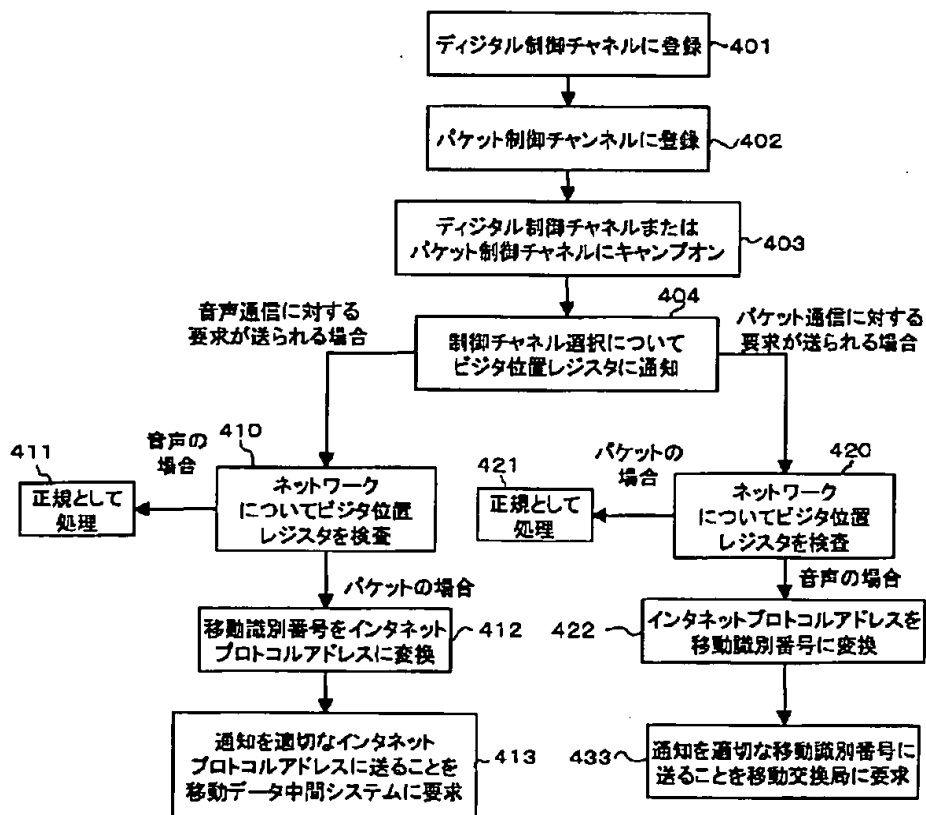 ディジタル制御チャネルに登録
401
パケット制御チャンネルに登録
402
ディジタル制御チャネルまたは
パケット制御チャネルにキャンプオン
403
404
音声通信に対する
要求が送られる場合
制御チャネル選択について
ビジタ位置レジスタに通知
パケット通信に対する
要求が送られる場合
411
音声の
場合
410
正規として
処理
ネットワーク
についてビジタ位置
レジスタを検査
421
パケットの
場合
420
正規として
処理
ネットワーク
についてビジタ位置
レジスタを検査
パケットの場合
音声の場合
移動識別番号をインタネット
プロトコルアドレスに変換
412
422
インタネットプロトコルアドレスを
移動識別番号に変換
通知を適切なインタネット
プロトコルアドレスに送ることを
移動データ中間システムに要求
413
433
通知を適切な移動識別番号に
送ることを移動交換局に要求